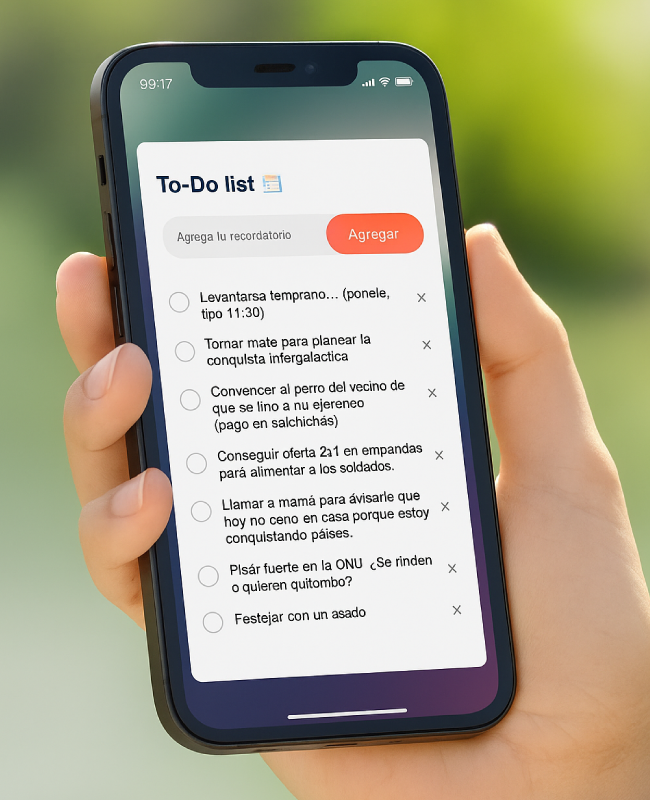 99:17
To-Do list
Agrega lu recordatorio
Agregar
Levantarsa temprano... (ponele,
tipo 11:30)
×
Tornar mate para planear la
conqulsta infergalactica
×
Convencer al perro del vecino de
que se lino a nu ejereneo
(pago en salchichás)
×
Conseguir oferta 2a1 en empandas
pará alimentar a los soldados.
×
Llamar a mamá para ávisarle que
hoy no ceno en casa porque estoy
conqulstando páises.
×
Plsár fuerte en la ONU ¿Se rinden
o quieren quitombo?
×
Festejar con un asado
×